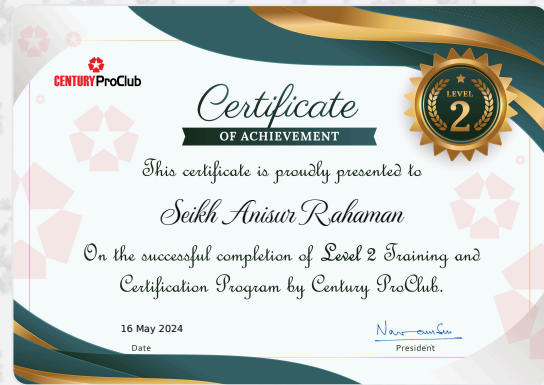 CENTURY ProClub
LEVEL
2
Certificate
OF ACHIEVEMENT
This certificate is proudly presented to
Seikh Anisur Rahaman
On the successful completion of Level 2 Training and
Certification Program by Century ProClub.
16 May 2024
Date
President